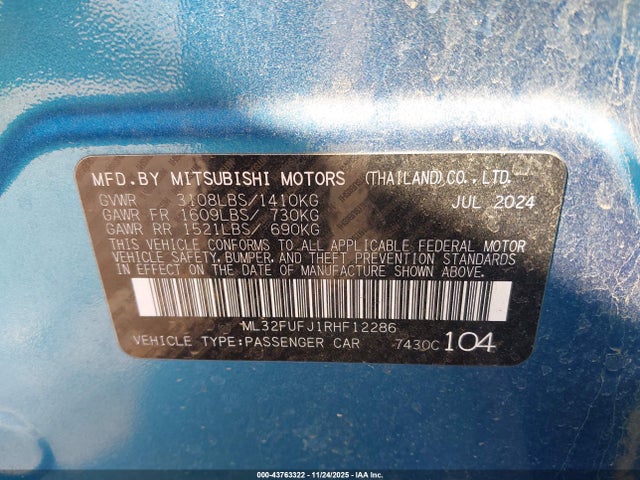 MFD.BY MITSUBISHI MOTORS (THAILAND)CO.,LTD.
GVWR 3108LBS/1410KG JUL 2024
GAWR FR 1609LBS/ 730KG
GAWR RR 1521LBS/ 690KG
THIS VEHICLE CONFORMS TO ALL APPLICABLE FEDERAL MOTOR
VEHICLE SAFETY,BUMPER,AND THEFT PREVENTION STANDARDS
IN EFFECT ON THE DATE OF MANUFACTURE SHOWN ABOVE.
ML32FUFJ1RHF12286
VEHICLE TYPE:PASSENGER CAR 7430C 104
000-43763322 - 11/24/2025 - IAA Inc.